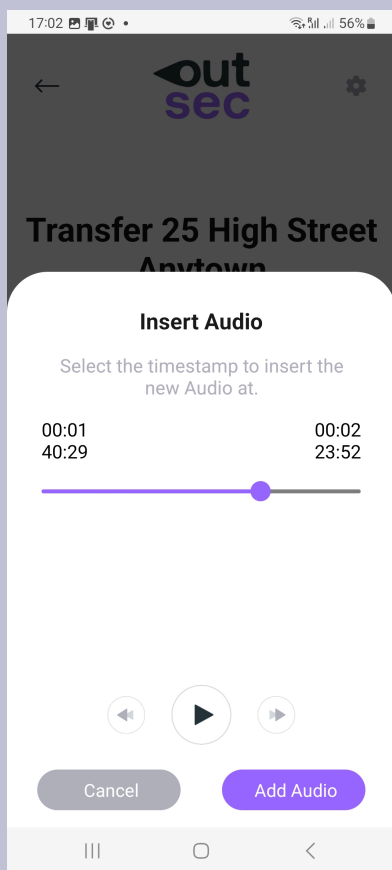 17:02 56%
out
sec
Transfer 25 High Street
Anytown
Insert Audio
Select the timestamp to insert the
new Audio at.
00:01 00:02
40:29 23:52
Cancel Add Audio